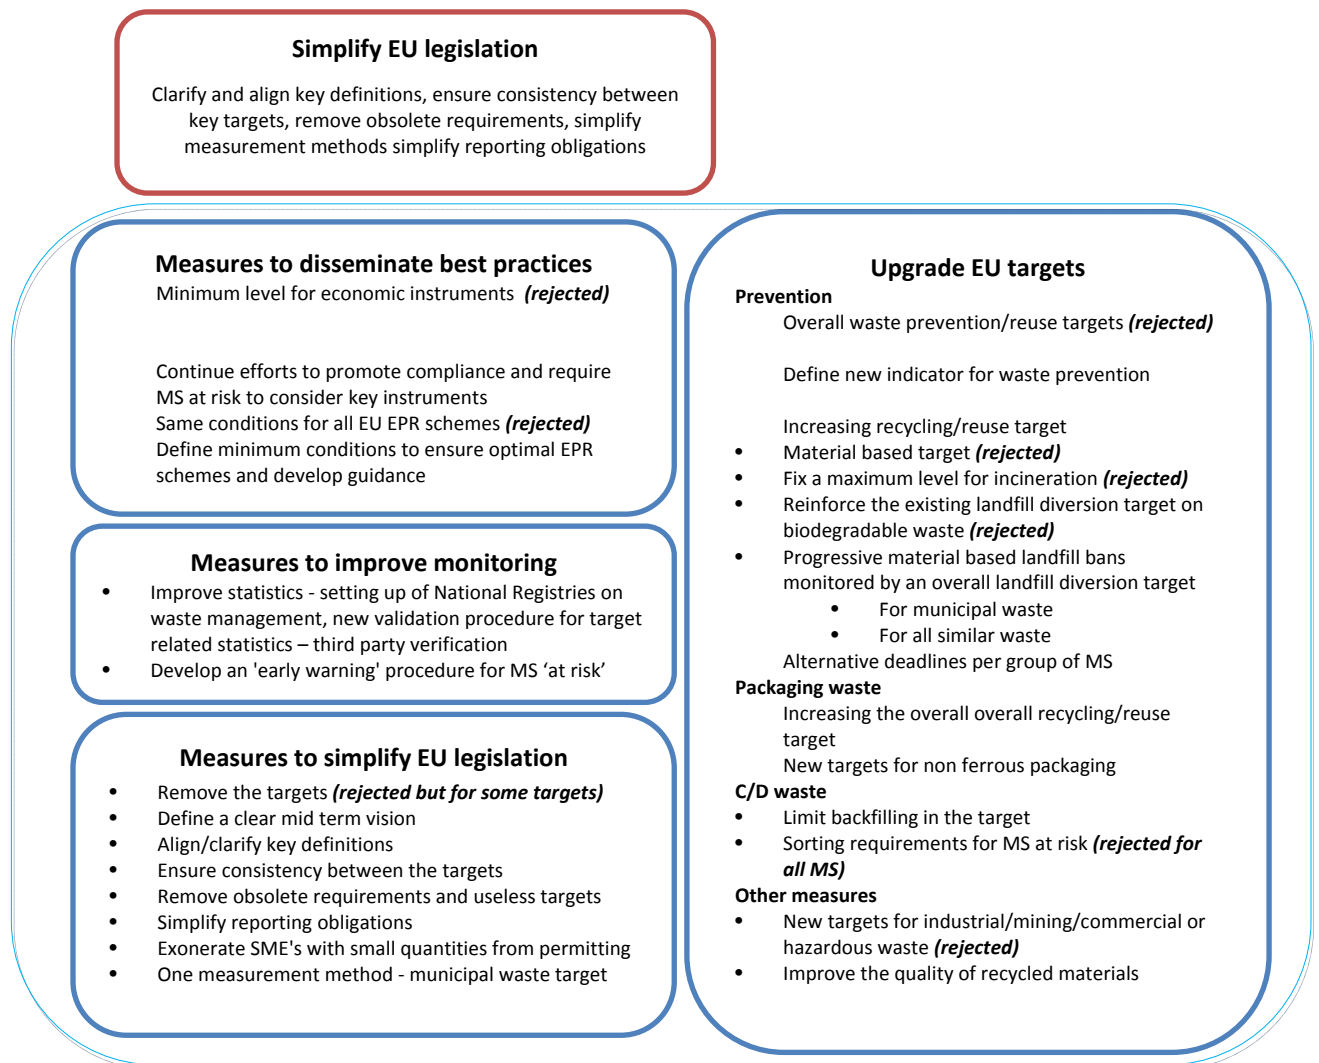 Simplify EU legislation
Clarify and align key definitions, ensure consistency between
key targets, remove obsolete requirements, simplify
measurement methods simplify reporting obligations
Measures to disseminate best practices
Minimum level for economic instruments (rejected)
Continue efforts to promote compliance and require
MS at risk to consider key instruments
Same conditions for all EU EPR schemes (rejected)
Define minimum conditions to ensure optimal EPR
schemes and develop guidance
Measures to improve monitoring
• Improve statistics - setting up of National Registries on
waste management, new validation procedure for target
related statistics – third party verification
• Develop an 'early warning' procedure for MS ‘at risk’
Measures to simplify EU legislation
• Remove the targets (rejected but for some targets)
• Define a clear mid term vision
• Align/clarify key definitions
• Ensure consistency between the targets
• Remove obsolete requirements and useless targets
• Simplify reporting obligations
• Exonerate SME's with small quantities from permitting
• One measurement method - municipal waste target
Upgrade EU targets
Prevention
Overall waste prevention/reuse targets (rejected)
Define new indicator for waste prevention
Increasing recycling/reuse target
• Material based target (rejected)
• Fix a maximum level for incineration (rejected)
• Reinforce the existing landfill diversion target on
biodegradable waste (rejected)
• Progressive material based landfill bans
monitored by an overall landfill diversion target
• For municipal waste
• For all similar waste
Alternative deadlines per group of MS
Packaging waste
Increasing the overall overall recycling/reuse
target
New targets for non ferrous packaging
C/D waste
• Limit backfilling in the target
• Sorting requirements for MS at risk (rejected for
all MS)
Other measures
• New targets for industrial/mining/commercial or
hazardous waste (rejected)
• Improve the quality of recycled materials